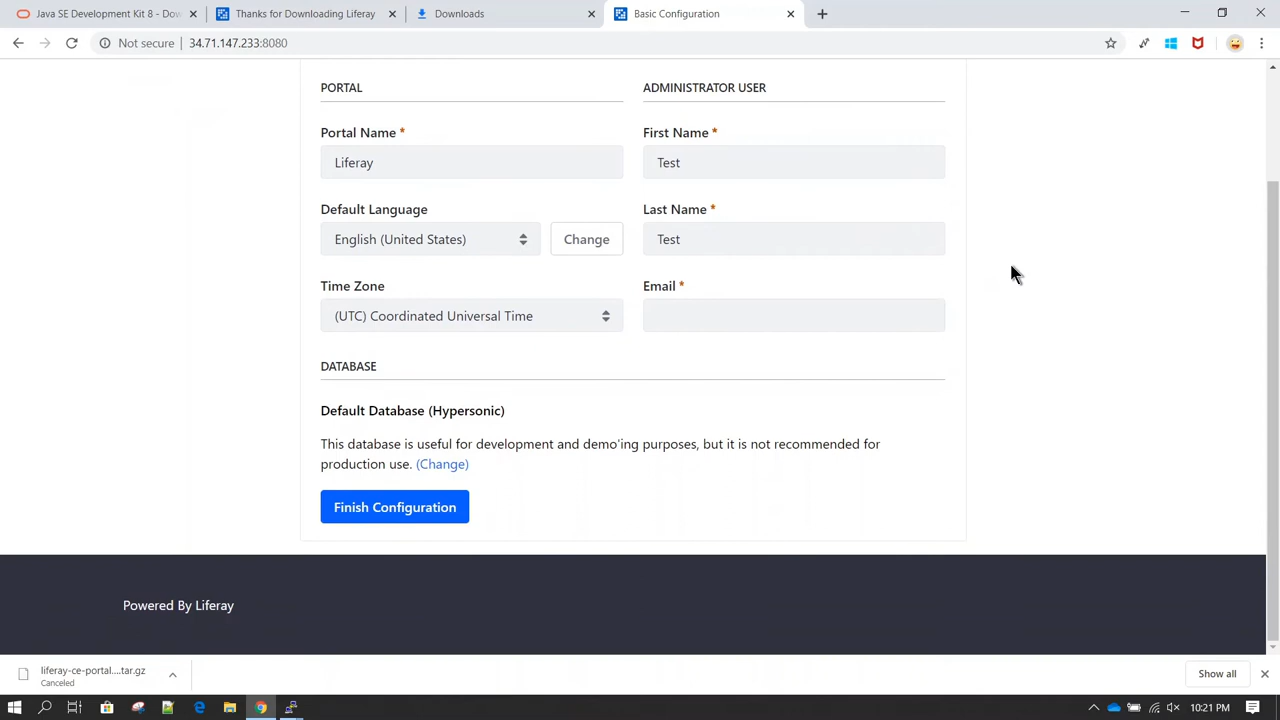 Java SE Development Kit 8 - Dow
Thanks for Downloading Liferay
Downloads
Basic Configuration
Not secure | 34.71.147.233:8080
PORTAL
ADMINISTRATOR USER
Portal Name *
First Name *
Liferay
Test
Default Language
Last Name *
English (United States)
Change
Test
Time Zone
Email *
(UTC) Coordinated Universal Time
DATABASE
Default Database (Hypersonic)
This database is useful for development and demo'ing purposes, but it is not recommended for
production use. (Change)
Finish Configuration
Powered By Liferay
liferay-ce-portal....tar.gz
Canceled
Show all
10:21 PM